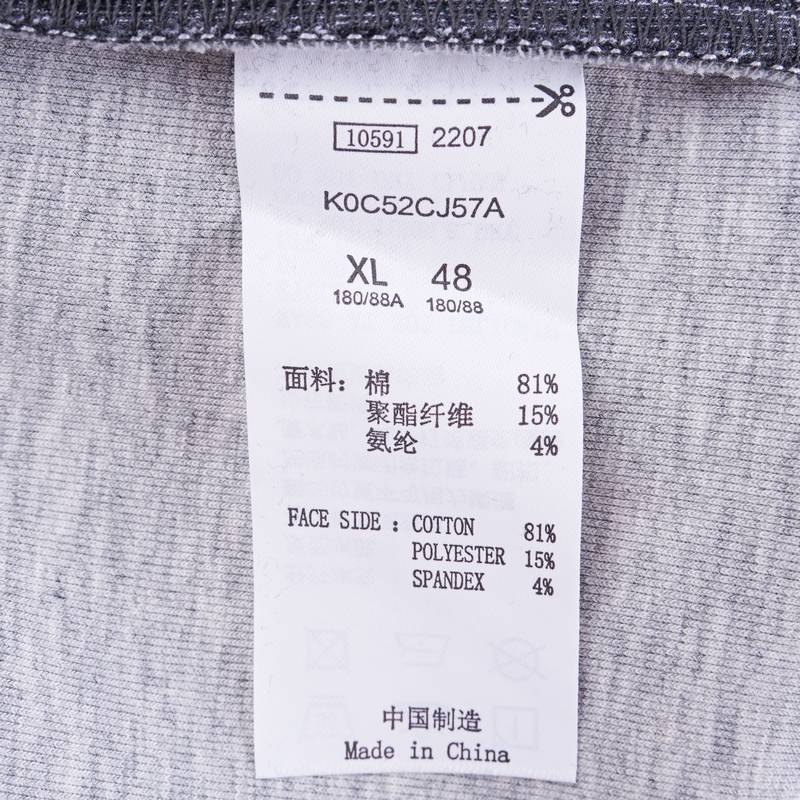 10591 2207
K0C52CJ57A
XL 48
180/88A 180/88
面料：棉 81%
聚酯纤维 15%
氨纶 4%
FACE SIDE : COTTON 81%
POLYESTER 15%
SPANDEX 4%
中国制造
Made in China